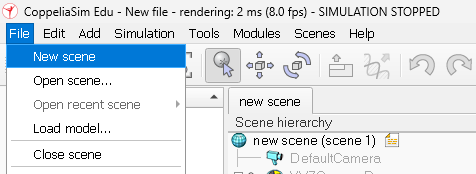 CoppeliaSim Edu - New file - rendering: 2 ms (8.0 fps) - SIMULATION STOPPED
File Edit Add Simulation Tools Modules Scenes Help
New scene
Open scene...
Open recent scene
new scene
Load model...
Scene hierarchy
new scene (scene 1)
Close scene
DefaultCamera